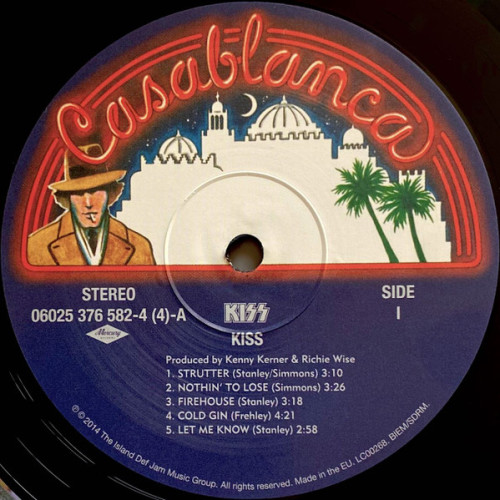 Casablanca
STEREO
SIDE
06025 376 582-4 (4)-A
I
Mercury
KISS
KISS
Produced by Kenny Kerner & Richie Wise
1. STRUTTER (Stanley/Simmons) 3:10
2. NOTHIN' TO LOSE (Simmons) 3:26
3. FIREHOUSE (Stanley) 3:18
4. COLD GIN (Frehley) 4:21
5. LET ME KNOW (Stanley) 2:58
℗ © 2014 The Island Def Jam Music Group. All rights reserved. Made in the EU. LC00268. BIEM/SDRM.